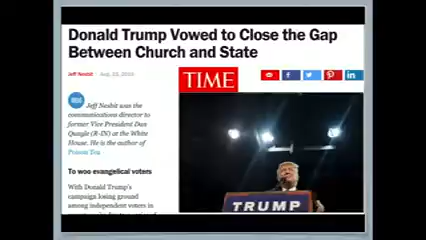 Donald Trump Vowed to Close the Gap
Between Church and State
Jeff Nesbit
TIME
Jeff Nesbit was the
communications director to
former Vice President Dan
Quayle (R-IN) at the White
House. He is the author of
Poison Tea
To woo evangelical voters
With Donald Trump's
campaign losing ground
among independent voters in
TRUMP